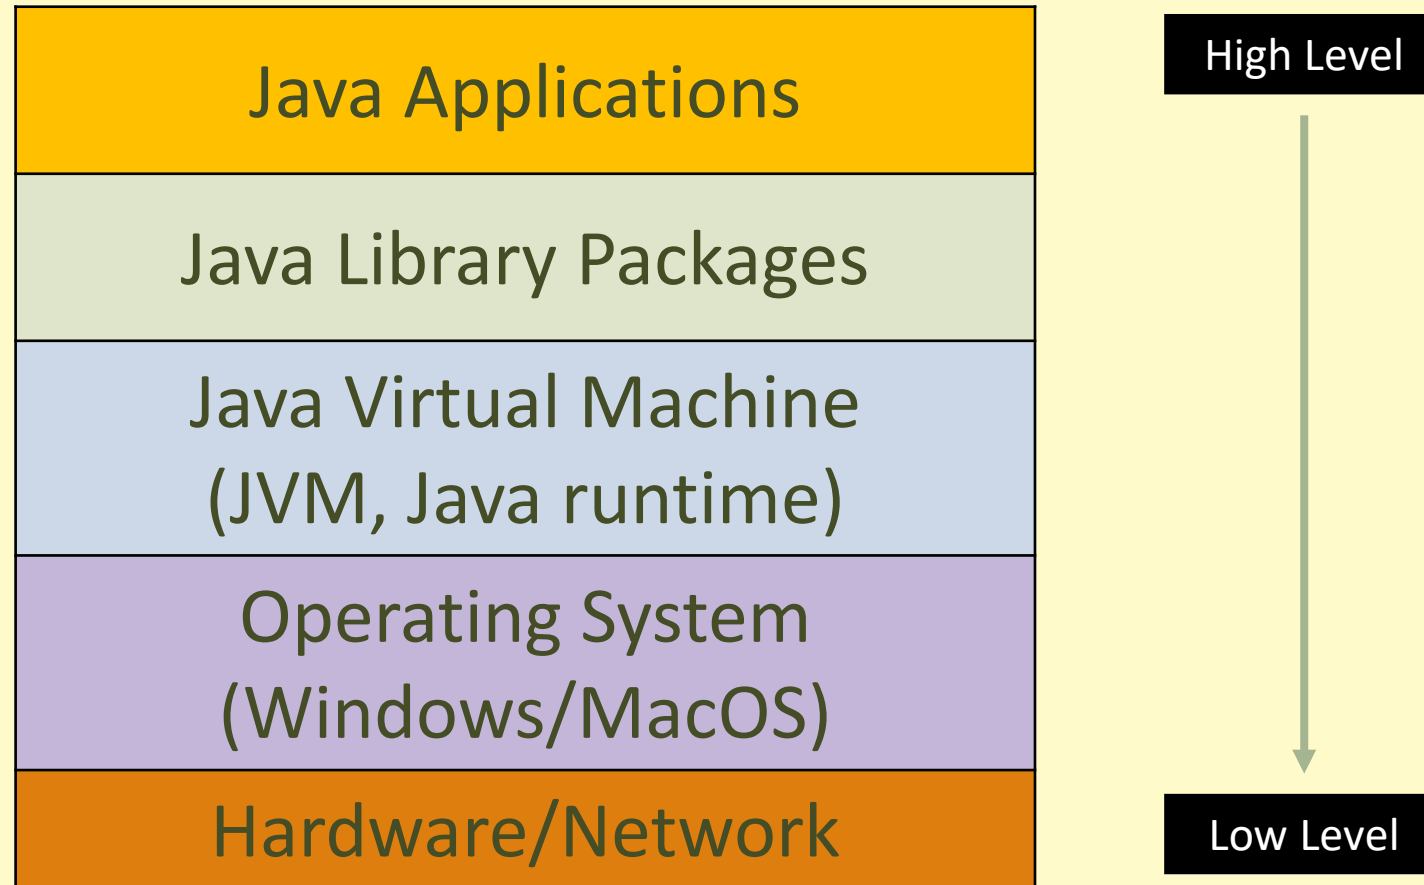 Java Applications
High Level
Java Library Packages
Java Virtual Machine
(JVM, Java runtime)
Operating System
(Windows/MacOS)
Hardware/Network
Low Level